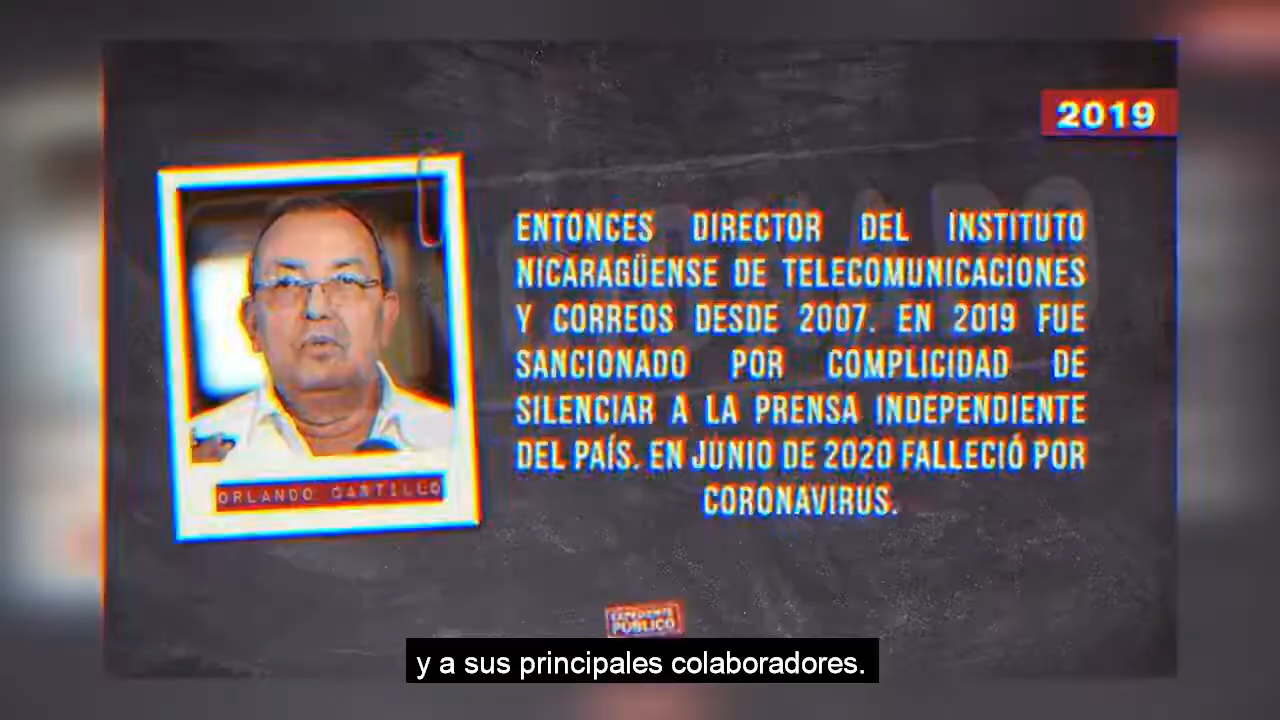 2019
ENTONCES DIRECTOR DEL INSTITUTO
NICARAGÜENSE DE TELECOMUNICACIONES
Y CORREOS DESDE 2007. EN 2019 FUE
SANCIONADO POR COMPLICIDAD DE
SILENCIAR A LA PRENSA INDEPENDIENTE
DEL PAÍS. EN JUNIO DE 2020 FALLECIÓ POR
CORONAVIRUS.
ORLANDO CASTILLO
EXPEDIENTE
PÚBLICO
y a sus principales colaboradores.